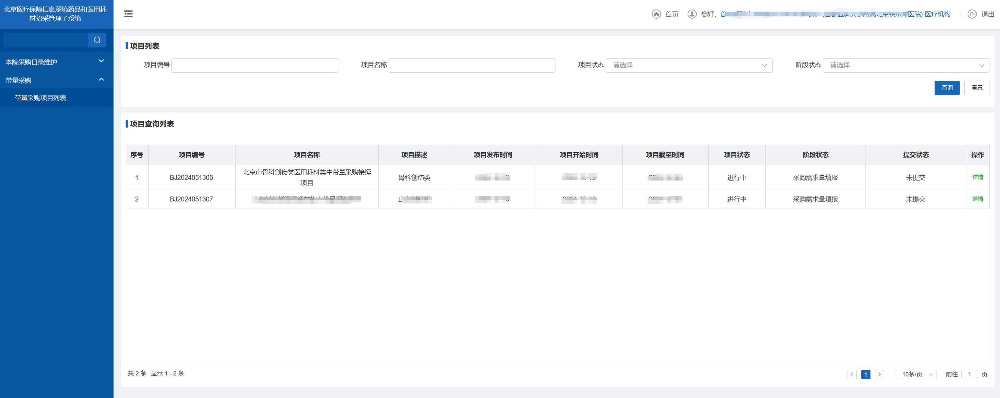 北京医疗保障信息系统药品和医用耗
材招采管理子系统
首页 您好, 医院) 医疗机构 退出
本院采购目录维护
带量采购
带量采购项目列表
项目列表
项目编号 项目名称 项目状态 请选择 阶段状态 请选择
查询 重置
项目查询列表
序号 项目编号 项目名称 项目描述 项目发布时间 项目开始时间 项目截至时间 项目状态 阶段状态 提交状态 操作
1 BJ2024051306 北京市骨科创伤类医用耗材集中带量采购接续
项目 骨科创伤类 进行中 采购需求量填报 未提交 详情
2 BJ2024051307 进行中 采购需求量填报 未提交 详情
共 2 条 显示 1 - 2 条 1 10条/页 前往 1 页